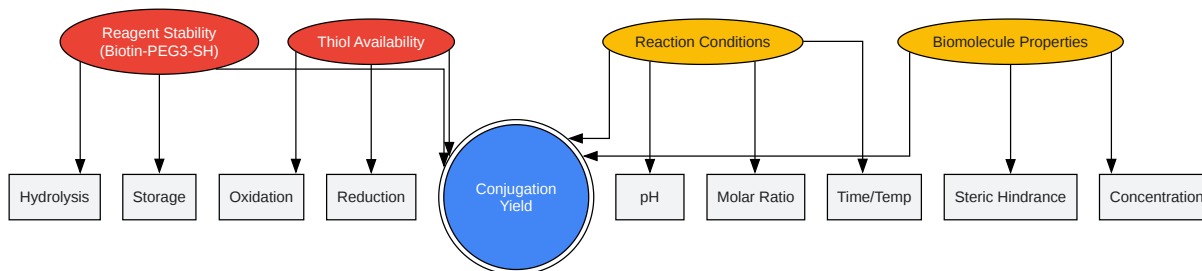 Reagent Stability
(Biotin-PEG3-SH)
Thiol Availability
Reaction Conditions
Biomolecule Properties
Hydrolysis
Storage
Oxidation
Reduction
Conjugation
Yield
pH
Molar Ratio
Time/Temp
Steric Hindrance
Concentration